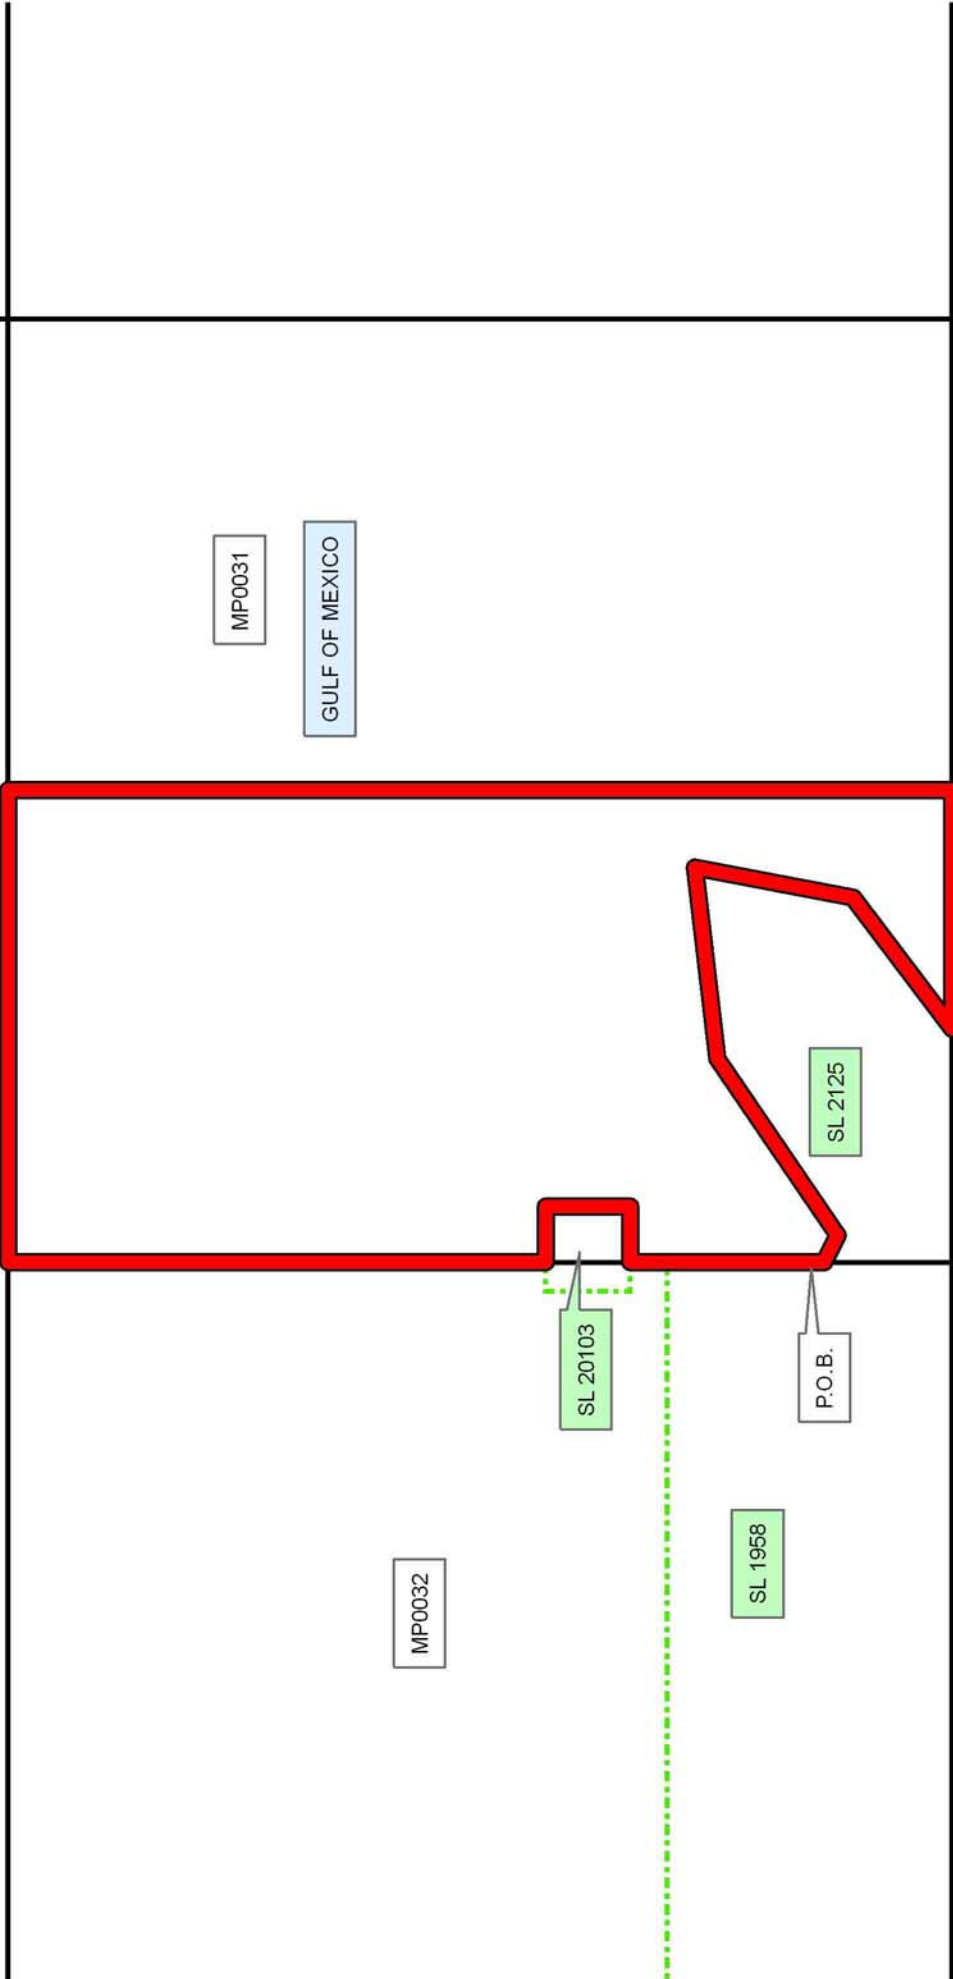 MP0031
GULF OF MEXICO
SL 2125
SL 20103
P.O.B.
SL 1958
MP0032